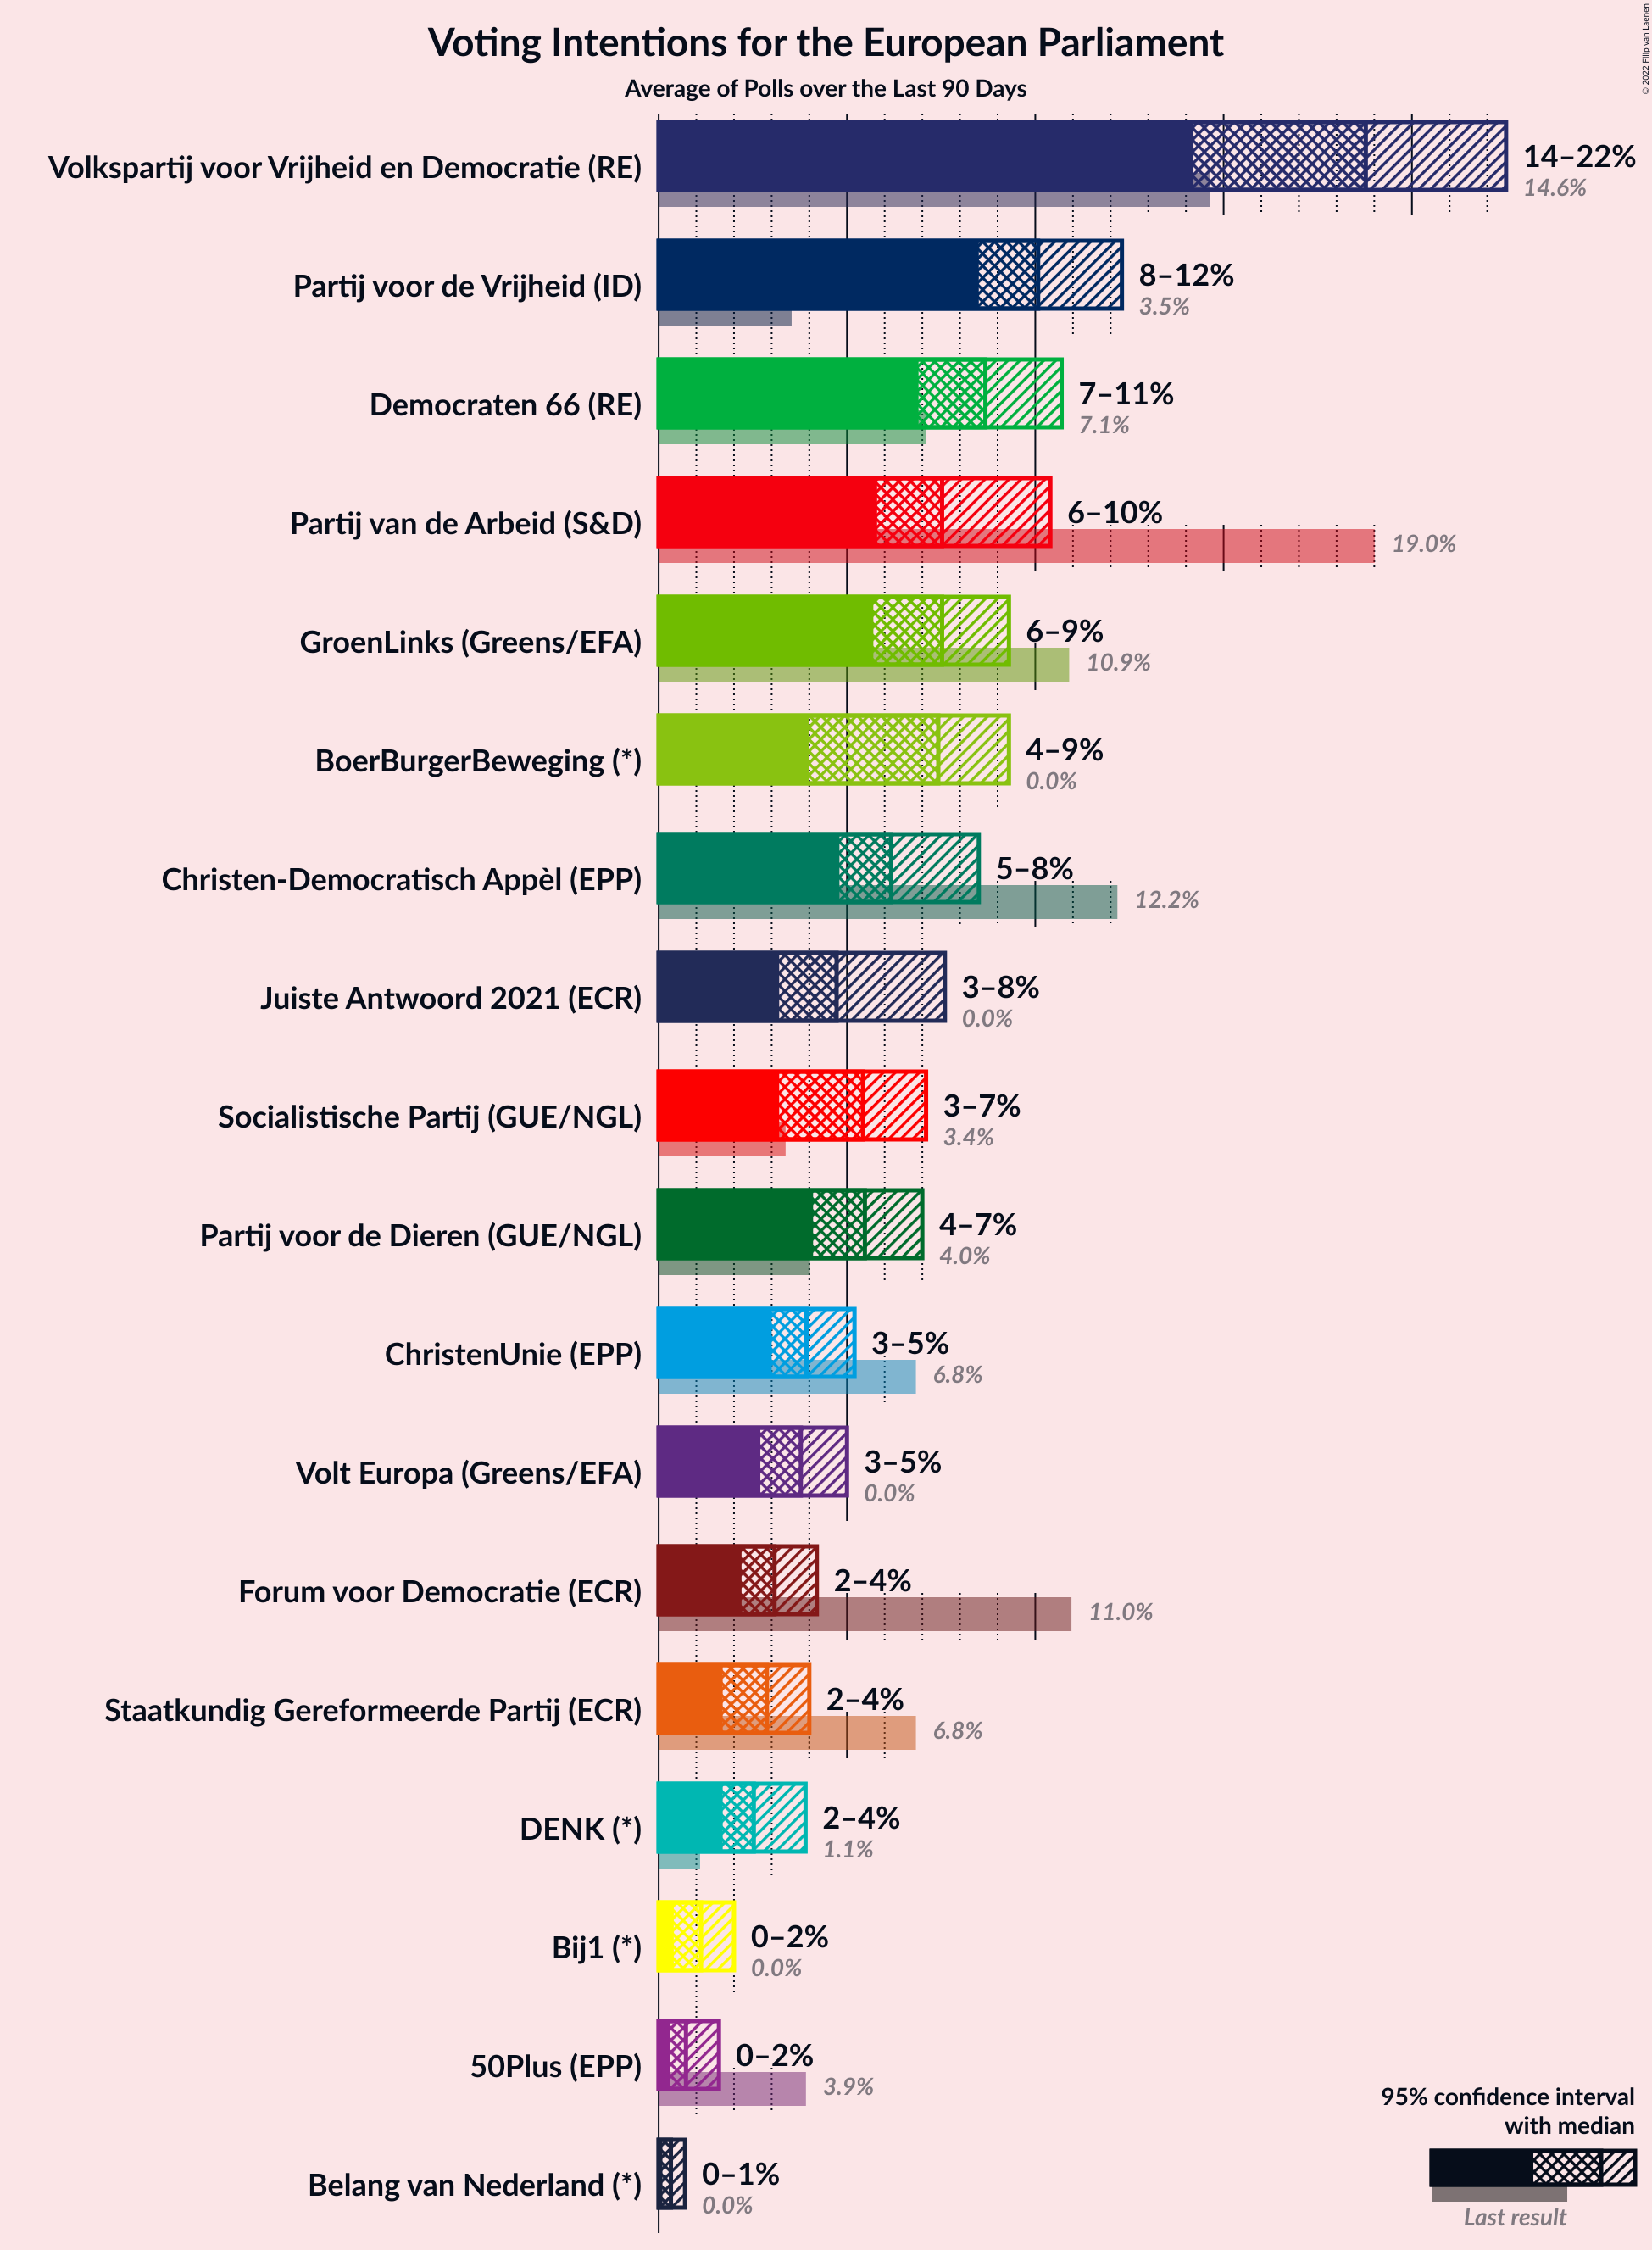 © 2022 Filip van Laenen
Voting Intentions for the European Parliament
Average of Polls over the Last 90 Days
Volkspartij voor Vrijheid en Democratie (RE)
14–22%
14.6%
Partij voor de Vrijheid (ID)
8–12%
3.5%
Democraten 66 (RE)
7–11%
7.1%
Partij van de Arbeid (S&D)
6–10%
19.0%
GroenLinks (Greens/EFA)
6–9%
10.9%
BoerBurgerBeweging (*)
4–9%
0.0%
Christen-Democratisch Appèl (EPP)
5–8%
12.2%
Juiste Antwoord 2021 (ECR)
3–8%
0.0%
Socialistische Partij (GUE/NGL)
3–7%
3.4%
Partij voor de Dieren (GUE/NGL)
4–7%
4.0%
ChristenUnie (EPP)
3–5%
6.8%
Volt Europa (Greens/EFA)
3–5%
0.0%
Forum voor Democratie (ECR)
2–4%
11.0%
Staatkundig Gereformeerde Partij (ECR)
2–4%
6.8%
DENK (*)
2–4%
1.1%
Bij1 (*)
0–2%
0.0%
50Plus (EPP)
0–2%
3.9%
Belang van Nederland (*)
0–1%
0.0%
95% confidence interval
with median
Last result